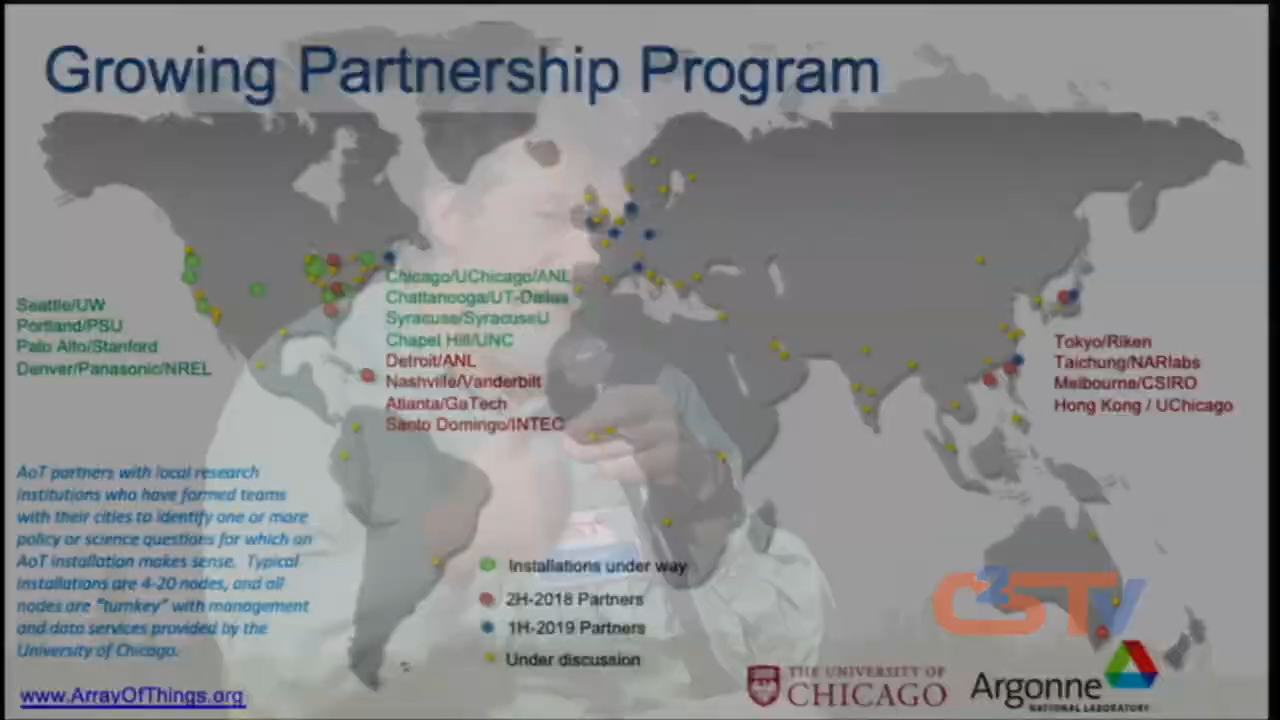 Growing Partnership Program
Seattle/UW
Portland/PSU
Palo Alto/Stanford
Denver/Panasonic/NREL
Chicago/UChicago/ANL
Chattanooga/UT-Dallas
Syracuse/SyracuseU
Chapel Hill/UNC
Detroit/ANL
Nashville/Vanderbilt
Atlanta/GaTech
Santo Domingo/INTEC
Tokyo/Riken
Taichung/NARlabs
Melbourne/CSIRO
Hong Kong / UChicago
AoT partners with local research
institutions who have formed teams
with their cities to identify one or more
policy or science questions for which an
AoT installation makes sense. Typical
installations are 4-20 nodes, and all
nodes are "turnkey" with management
and data services provided by the
University of Chicago.
www.ArrayOfThings.org
Installations under way
2H-2018 Partners
1H-2019 Partners
Under discussion
C2ST TV
THE UNIVERSITY OF
CHICAGO
Argonne
NATIONAL LABORATORY